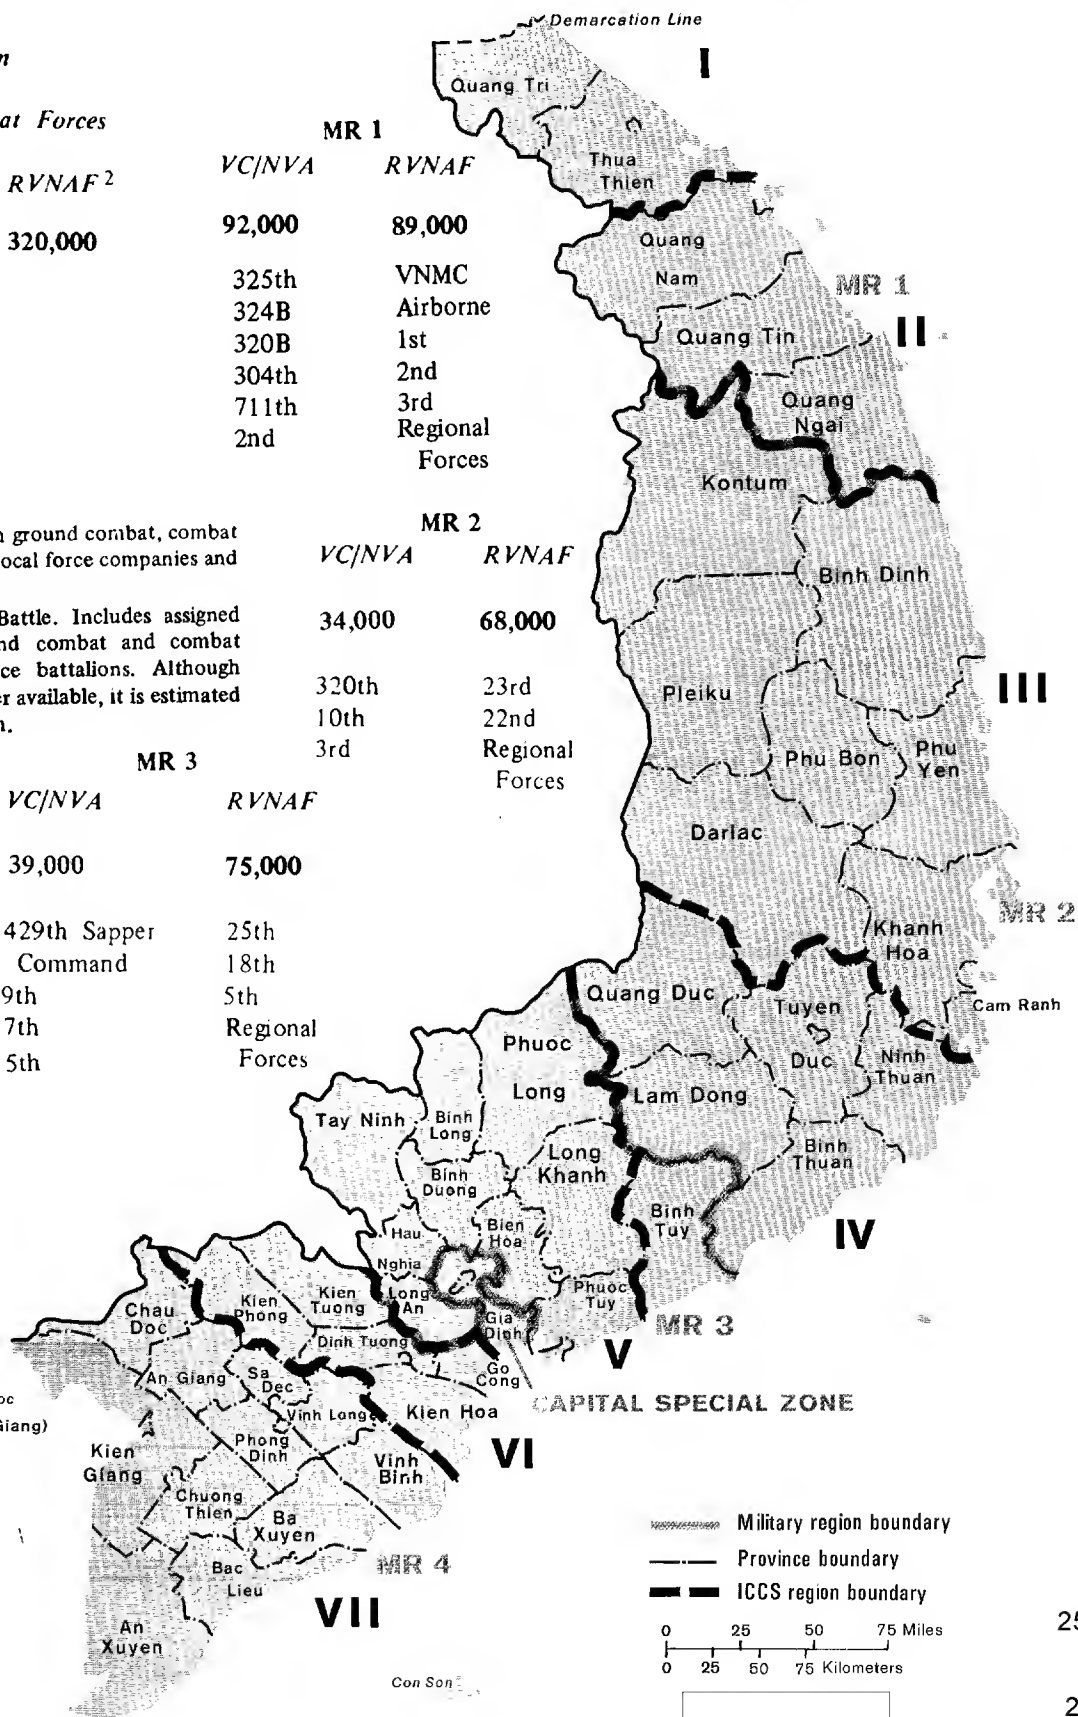 Demarcation Line
n
at Forces
RVNAF 2
320,000
MR 1
VC/NVA RVNAF
92,000 89,000
325th VNMC
324B Airborne
320B 1st
304th 2nd
711th 3rd
2nd Regional
Forces
ground combat, combat
ocal force companies and
Battle. Includes assigned
nd combat and combat
ce battalions. Although
er available, it is estimated
n.
MR 2
VC/NVA RVNAF
34,000 68,000
320th 23rd
10th 22nd
3rd Regional
Forces
MR 3
VC/NVA RVNAF
39,000 75,000
429th Sapper 25th
Command 18th
9th 5th
7th Regional
5th Forces
I
Quang Tri
Thua
Thien
Quang
Nam
MR 1
II
Quang Tin
Quang
Ngai
Kontum
Binh Dinh
III
Pleiku
Phu Bon
Phu
Yen
Darlac
MR 2
Khanh
Hoa
Cam Ranh
Quang Duc
Tuyen
Duc
Ninh
Thuan
Phuoc
Long
Lam Dong
Tay Ninh
Binh
Long
Long
Khanh
Binh
Thuan
Binh
Duong
Binh
Tuy
IV
Hau
Nghia
Bien
Hoa
Long
An
Phuoc
Tuy
Gia
Dinh
MR 3
V
Chau
Doc
Kien
Phong
Kien
Tuong
Dinh Tuong
Go
Cong
CAPITAL SPECIAL ZONE
An Giang
Sa
Dec
Vinh Long
Kien Hoa
oc
Giang)
Kien
Giang
Phong
Dinh
Vinh
Binh
VI
Chuong
Thien
Ba
Xuyen
Bac
Lieu
MR 4
An
Xuyen
VII
Con Son
Military region boundary
Province boundary
ICCS region boundary
0 25 50 75 Miles
0 25 50 75 Kilometers
25
2